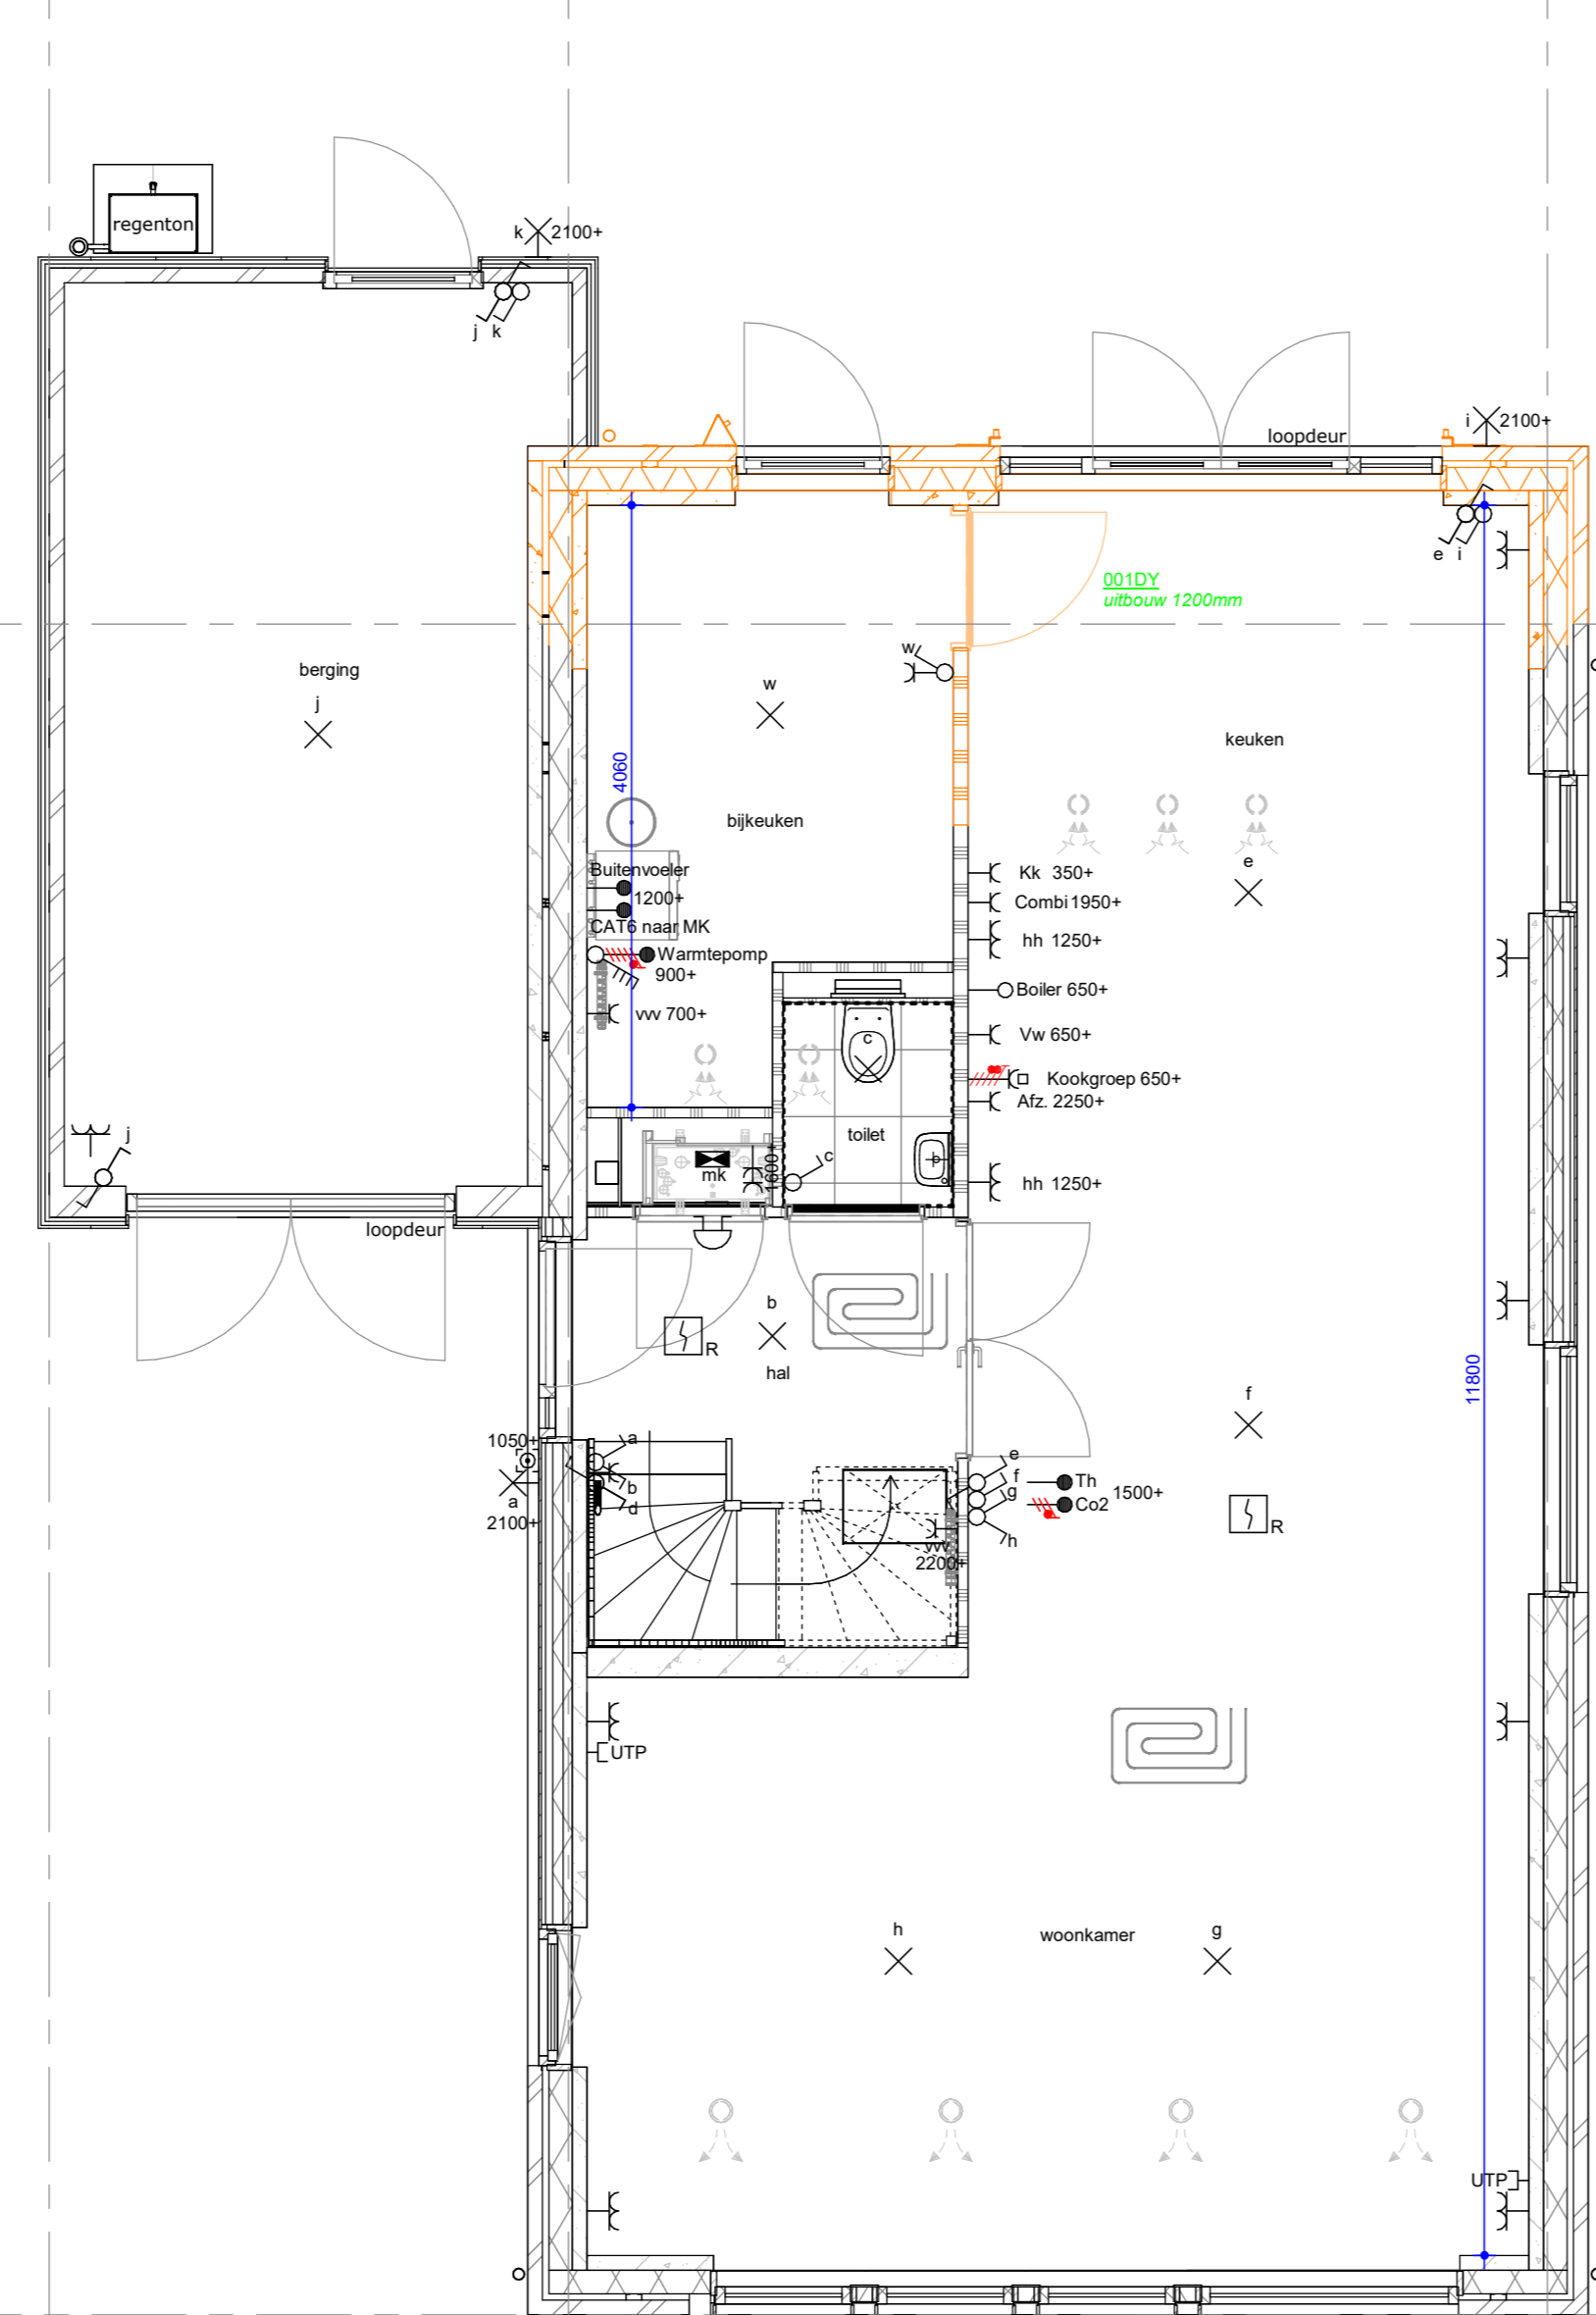 regenton
k 2100+
j k
i 2100+
loopdeur
e i
001DY
uitbouw 1200mm
w
berging
j
w
keuken
4060
bijkeuken
e
Buitenvoeler
1200+
CAT6 naar MK
Warmtepomp
900+
vvv 700+
Kk 350+
Combi 1950+
hh 1250+
Boiler 650+
Vw 650+
Kookgroep 650+
Afz. 2250+
hh 1250+
c
toilet
j
c
mk
1600+
loopdeur
b
R
hal
11800
f
1050+
a
b
d
a
2100+
e
f
g
h
Th
Co2
1500+
R
vvv
2200+
UTP
h
woonkamer
g
UTP